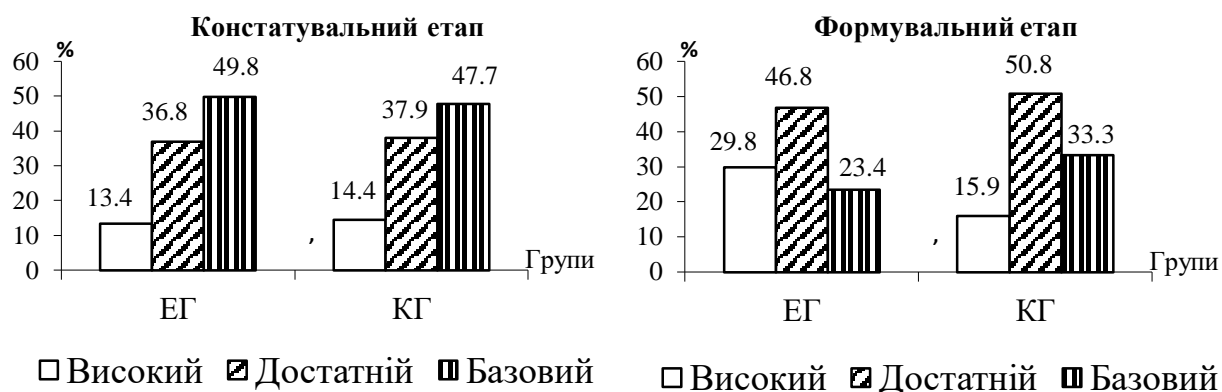 Констатувальний етап
%
60
50
40
30
20
10
0
13.4
36.8
49.8
14.4
37.9
47.7
,
Групи
ЕГ
КГ
Високий
Достатній
Базовий
Формувальний етап
%
60
50
40
30
20
10
0
29.8
46.8
23.4
15.9
50.8
33.3
,
Групи
ЕГ
КГ
Високий
Достатній
Базовий